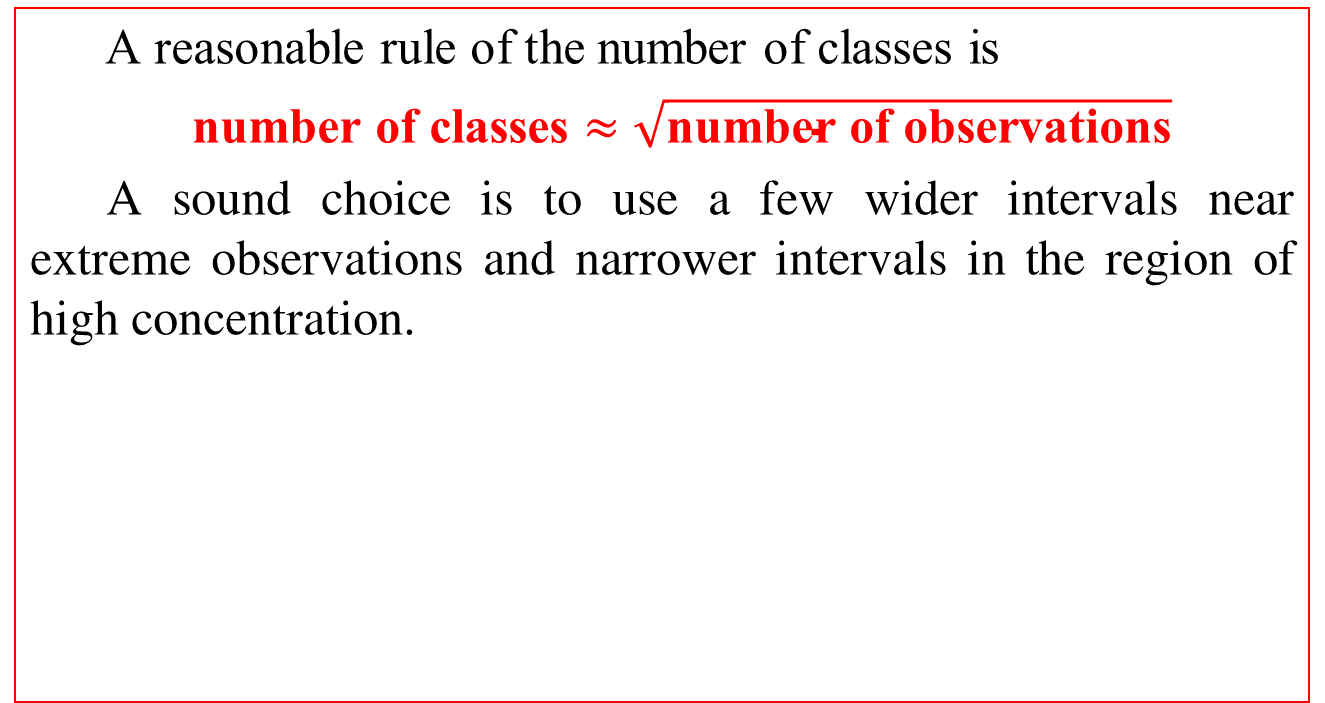 A reasonable rule of the number of classes is
number of classes ≈ √number of observations
A sound choice is to use a few wider intervals near
extreme observations and narrower intervals in the region of
high concentration.